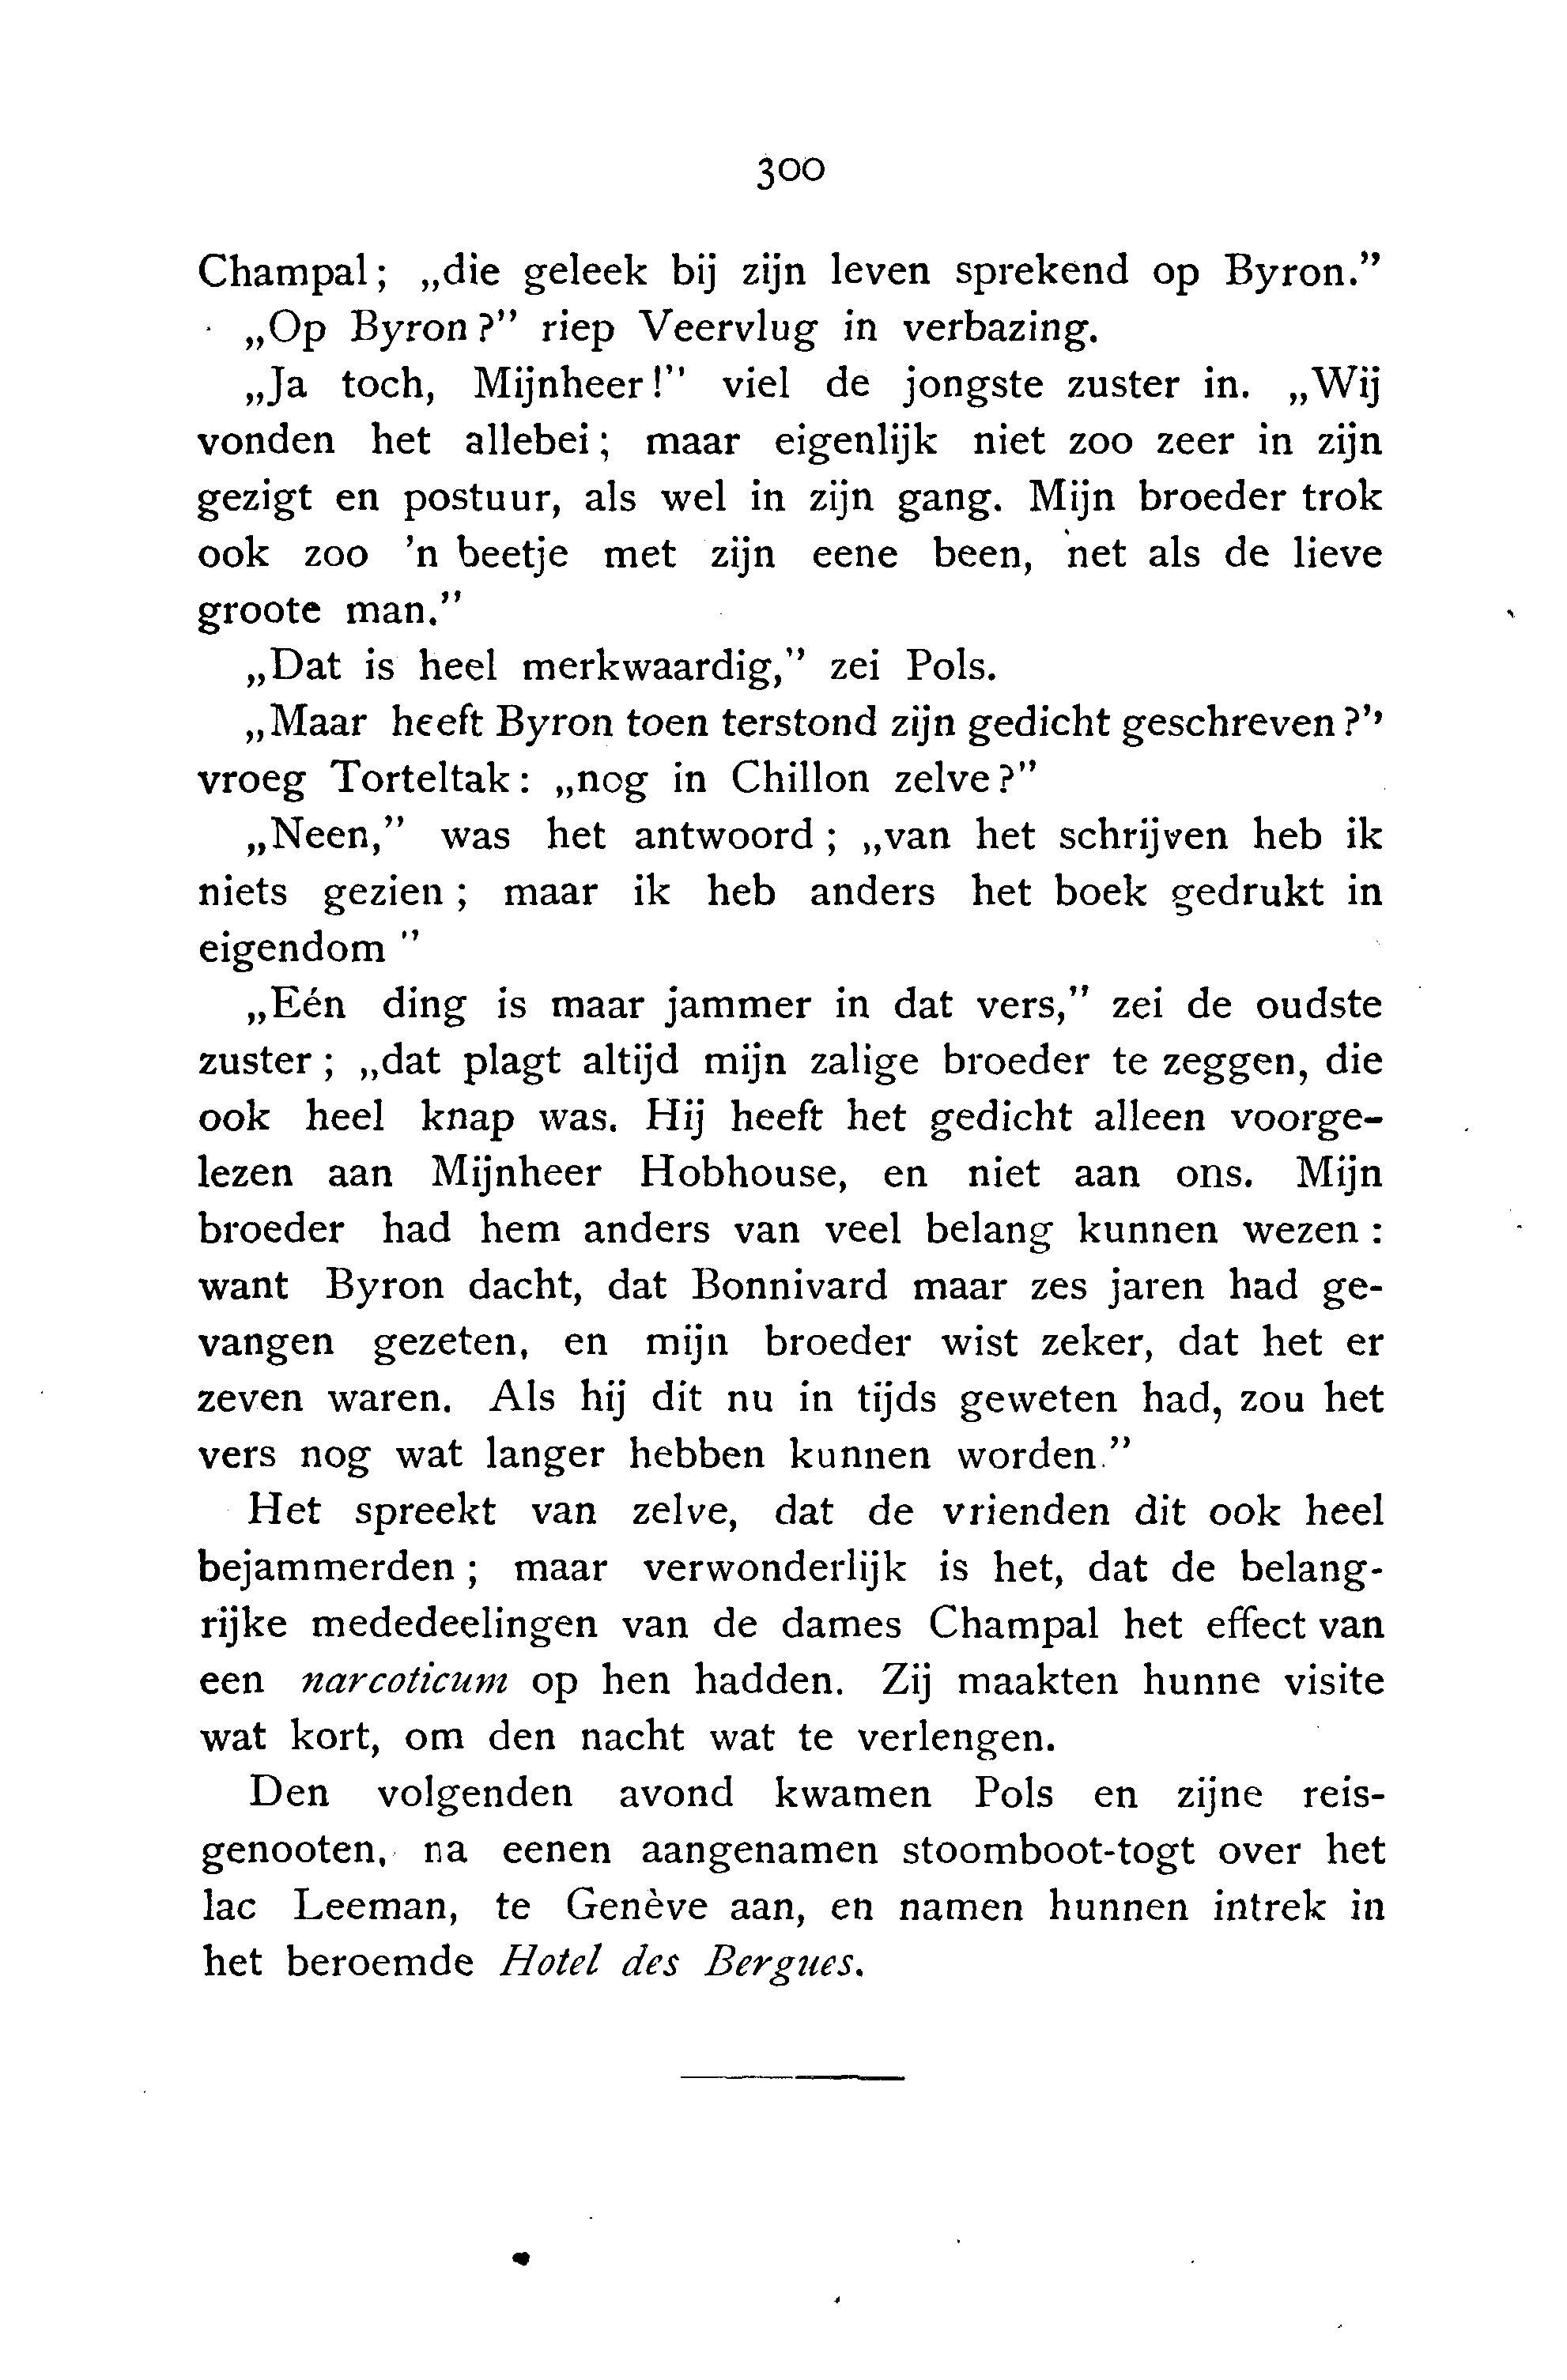 300
Champal; „die geleek bij zijn leven sprekend op Byron.”
„Op Byron?” riep Veervlug in verbazing.
„Ja toch, Mijnheer!” viel de jongste zuster in. „Wij
vonden het allebei; maar eigenlijk niet zoo zeer in zijn
gezigt en postuur, als wel in zijn gang. Mijn broeder trok
ook zoo ’n beetje met zijn eene been, net als de lieve
groote man.”
„Dat is heel merkwaardig,” zei Pols.
„Maar heeft Byron toen terstond zijn gedicht geschreven?”
vroeg Torteltak: „nog in Chillon zelve?”
„Neen,” was het antwoord; „van het schrijven heb ik
niets gezien; maar ik heb anders het boek gedrukt in
eigendom ”
„Eén ding is maar jammer in dat vers,” zei de oudste
zuster; „dat plagt altijd mijn zalige broeder te zeggen, die
ook heel knap was. Hij heeft het gedicht alleen voorge-
lezen aan Mijnheer Hobhouse, en niet aan ons. Mijn
broeder had hem anders van veel belang kunnen wezen:
want Byron dacht, dat Bonnivard maar zes jaren had ge-
vangen gezeten, en mijn broeder wist zeker, dat het er
zeven waren. Als hij dit nu in tijds geweten had, zou het
vers nog wat langer hebben kunnen worden.”
Het spreekt van zelve, dat de vrienden dit ook heel
bejammerden; maar verwonderlijk is het, dat de belang-
rijke mededeelingen van de dames Champal het effect van
een narcoticum op hen hadden. Zij maakten hunne visite
wat kort, om den nacht wat te verlengen.
Den volgenden avond kwamen Pols en zijne reis-
genooten, na eenen aangenamen stoomboot-togt over het
lac Leeman, te Genève aan, en namen hunnen intrek in
het beroemde Hotel des Bergues.